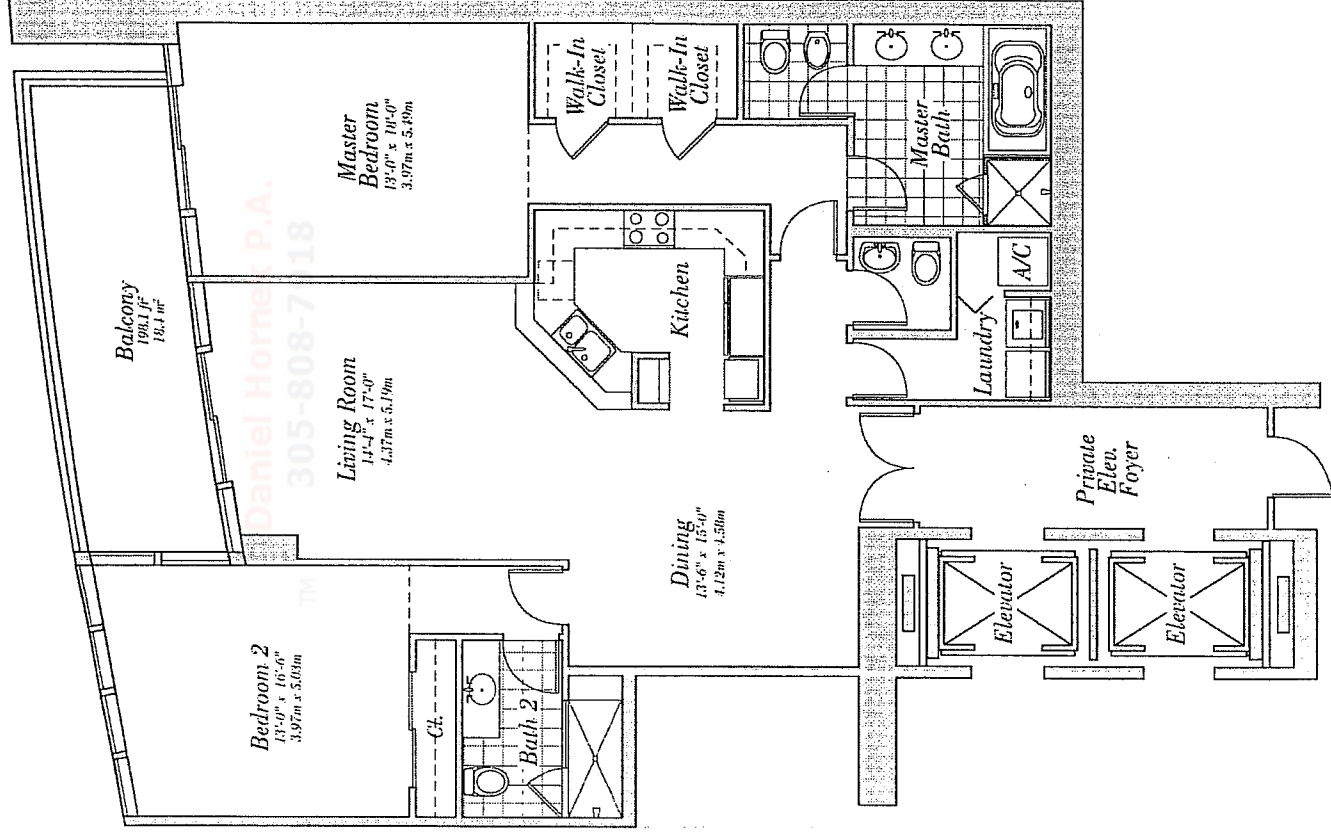 Balcony
198.1 ft²
18.4 m²
Master
Bedroom
13'-0" x 18'-0"
3.97m x 5.49m
Walk-In
Closet
Walk-In
Closet
Master
Bath
Living Room
14'-4" x 17'-0"
4.37m x 5.19m
Kitchen
A/C
Laundry
Bedroom 2
13'-0" x 16'-6"
3.97m x 5.03m
Cl.
Bath 2
Dining
13'-6" x 15'-0"
4.12m x 4.58m
Private
Elev.
Foyer
Elevator
Elevator
Daniel Hornek P.A.
TM 305-808-7918